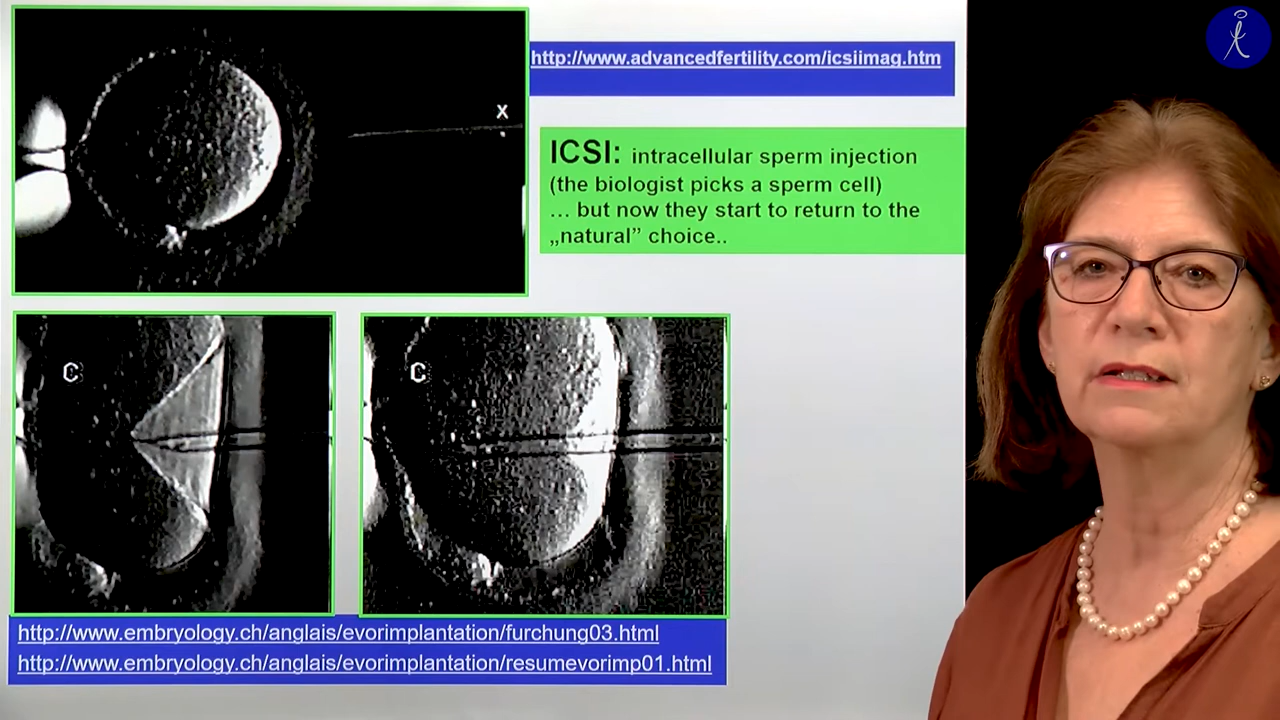 http://www.advancedfertility.com/icsiimag.htm
X
ICSI: intracellular sperm injection
(the biologist picks a sperm cell)
... but now they start to return to the
„natural” choice..
C
C
http://www.embryology.ch/anglais/evorimplantation/furchung03.html
http://www.embryology.ch/anglais/evorimplantation/resumevorimp01.html